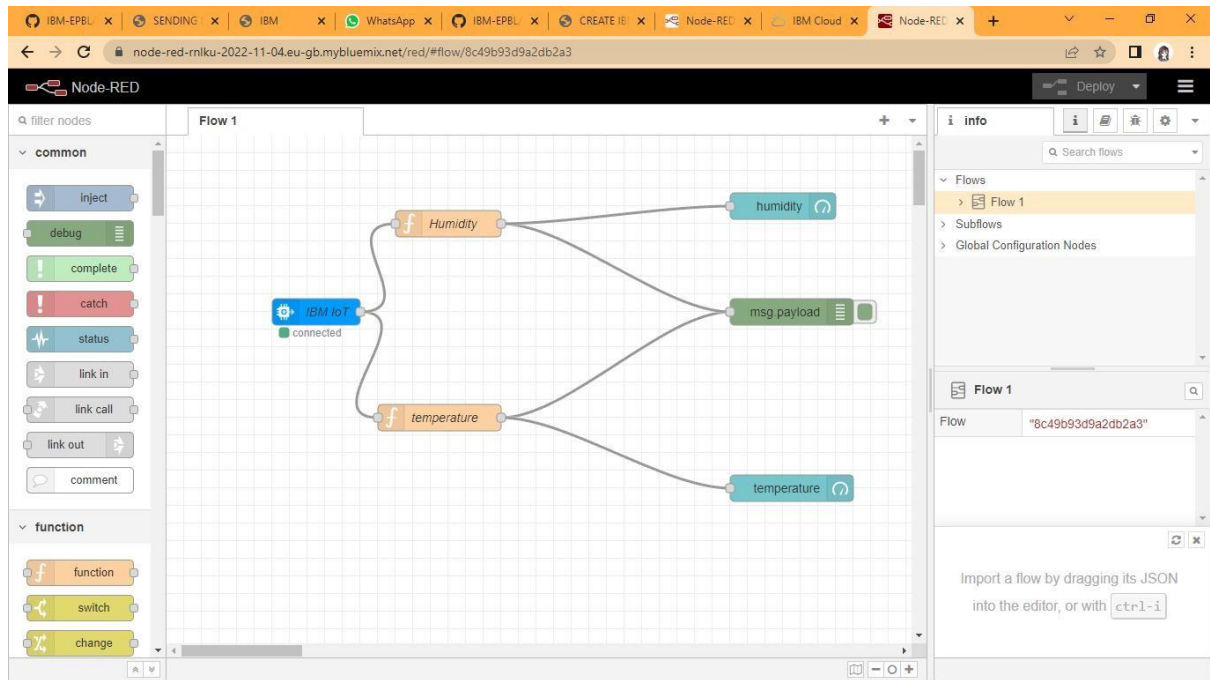 IBM-EPBL/
SENDING
IBM
WhatsApp
IBM-EPBL/
CREATE IB
Node-RED
IBM Cloud
Node-RED
node-red-rnlku-2022-11-04.eu-gb.mybluemix.net/red/#flow/8c49b93d9a2db2a3
Node-RED
Deploy
filter nodes
Flow 1
info
Search flows
common
inject
debug
complete
catch
status
link in
link call
link out
comment
function
function
switch
change
Humidity
humidity
IBM IoT
connected
msg.payload
temperature
temperature
Flows
Flow 1
Subflows
Global Configuration Nodes
Flow 1
Flow "8c49b93d9a2db2a3"
Import a flow by dragging its JSON
into the editor, or with ctrl-i